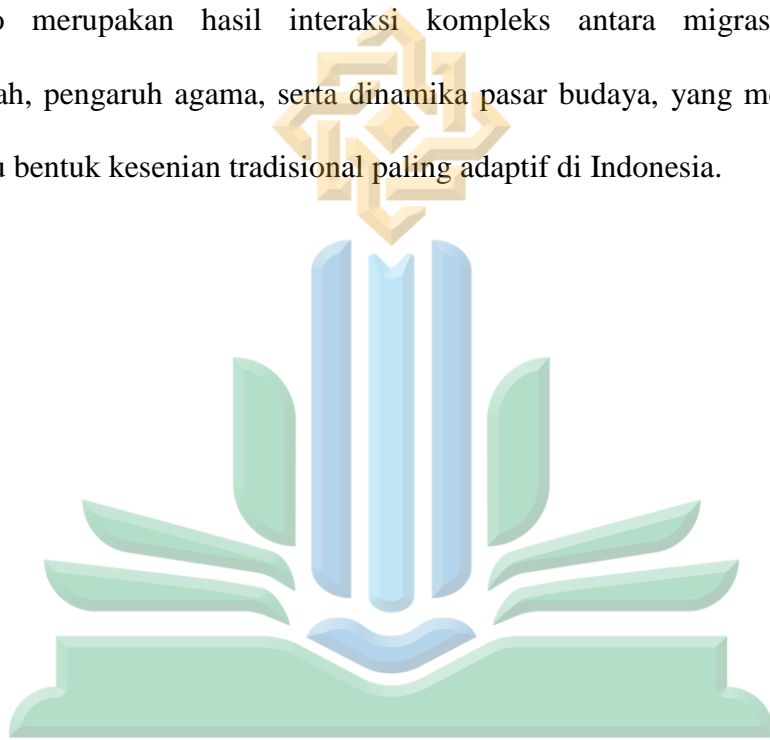 merupakan hasil interaksi kompleks antara migras
ah, pengaruh agama, serta dinamika pasar budaya, yang me
u bentuk kesenian tradisional paling adaptif di Indonesia.